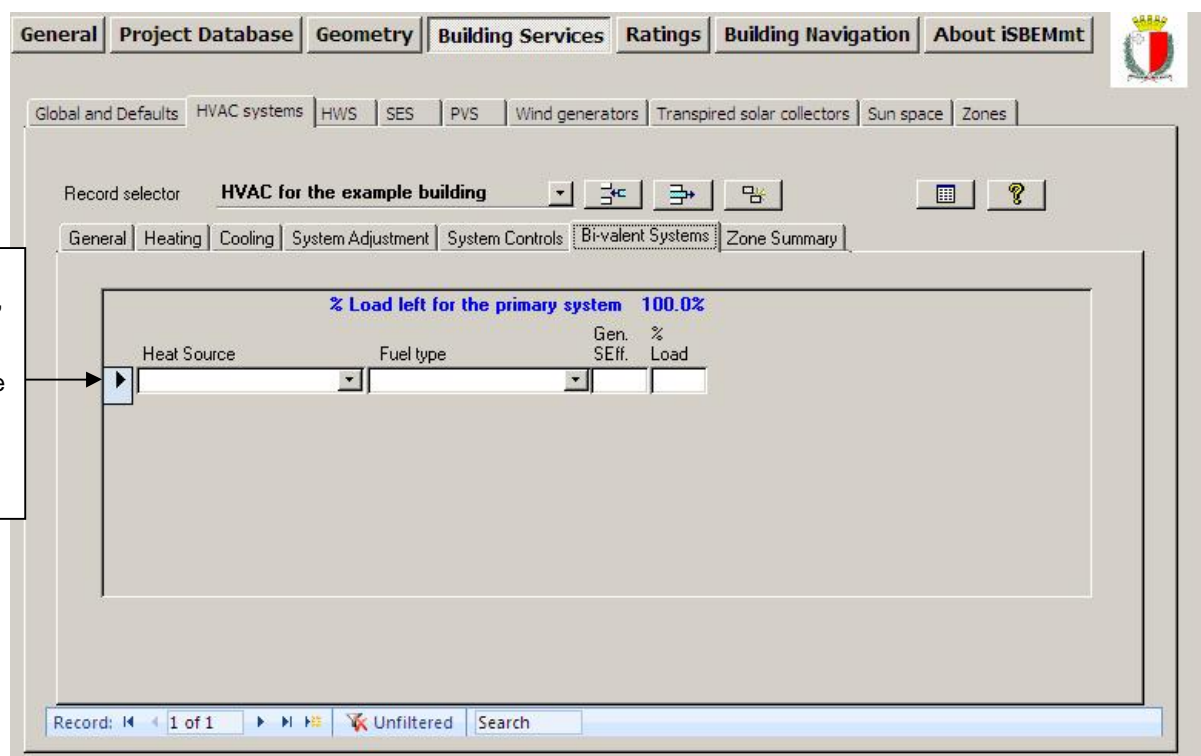 General Project Database Geometry Building Services Ratings Building Navigation About iSBEMmt
Global and Defaults HVAC systems HWS SES PVS Wind generators Transpired solar collectors Sun space Zones
Record selector HVAC for the example building
General Heating Cooling System Adjustment System Controls Bi-valent Systems Zone Summary
% Load left for the primary system 100.0%
Gen. %
Heat Source Fuel type SEff. Load
Record: 1 of 1 Unfiltered Search